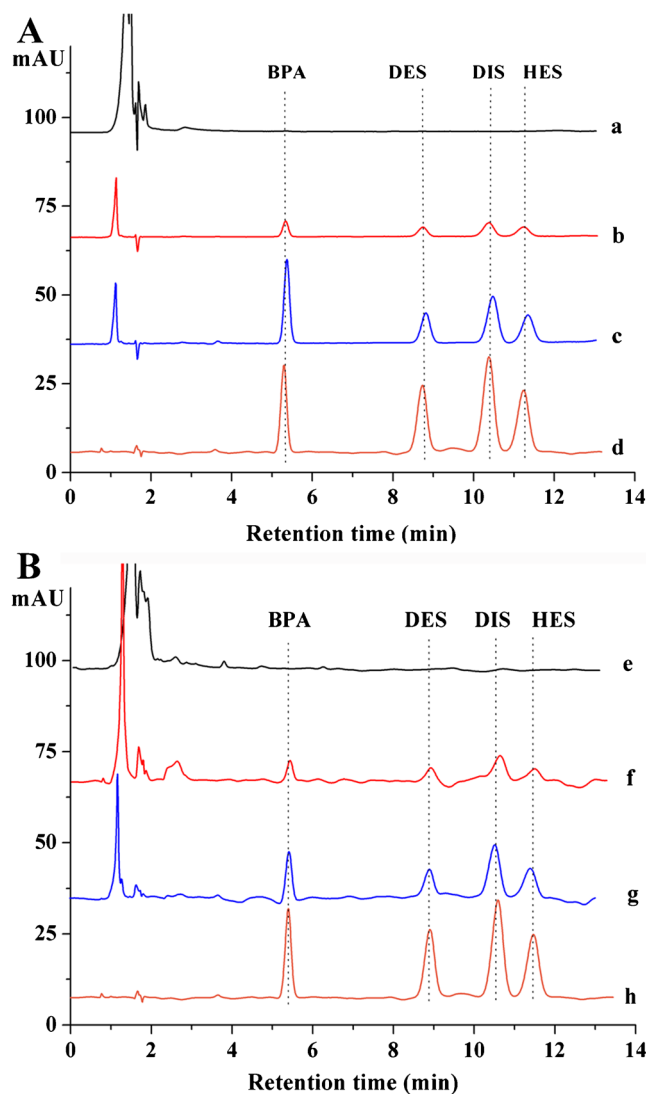 A
mAU
BPA DES DIS HES
100
a
75
b
50
c
25
d
0
0 2 4 6 8 10 12 14
Retention time (min)
B
mAU
BPA DES DIS HES
100
e
75
f
50
g
25
h
0
0 2 4 6 8 10 12 14
Retention time (min)